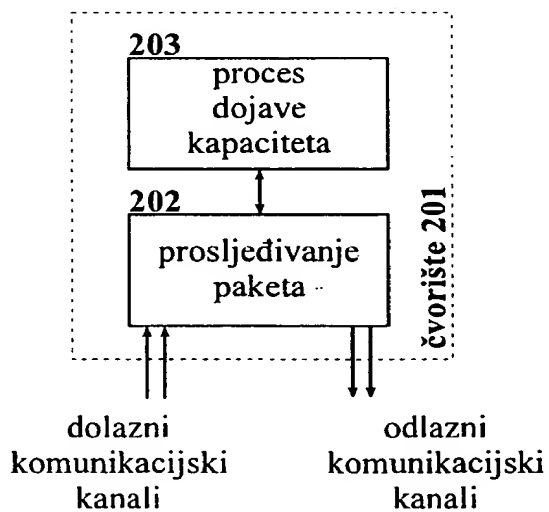 203
proces
dojave
kapaciteta
202
prosljeđivanje
paketa
čvorište 201
dolazni
komunikacijski
kanali
odlazni
komunikacijski
kanali